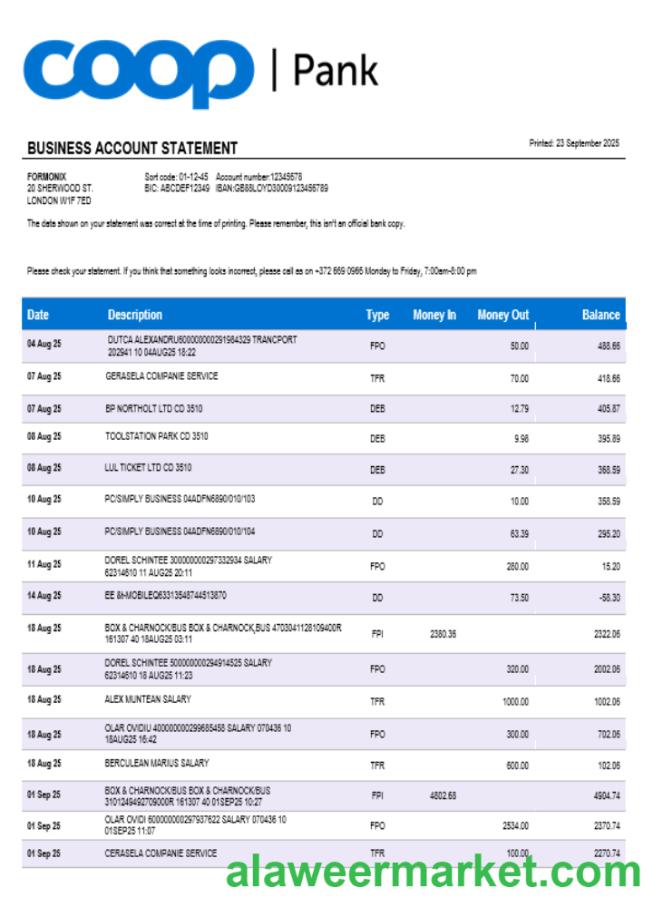 coop | Pank
BUSINESS ACCOUNT STATEMENT
Printed: 23 September 2025
FORMONIX
20 SHERWOOD ST.
LONDON W1F 7ED
Sort code: 01-12-45 Account number:12345678
BIC: ABCDEF12349 IBAN:GB88LOYD30009123456789
The data shown on your statement was correct at the time of printing. Please remember, this isn't an official bank copy.
Please check your statement. If you think that something looks incorrect, please call as on +372 669 0966 Monday to Friday, 7:00am-8:00 pm
Date Description Type Money In Money Out Balance
04 Aug 25 DUTCA ALEXANDRU600000000291984329 TRANCPORT
202941 10 04AUG25 18:22 FPO 50.00 488.66
07 Aug 25 GERASELA COMPANIE SERVICE TFR 70.00 418.66
07 Aug 25 BP NORTHOLT LTD CD 3510 DEB 12.79 405.87
08 Aug 25 TOOLSTATION PARK CD 3510 DEB 9.98 395.89
08 Aug 25 LUL TICKET LTD CD 3510 DEB 27.30 368.59
10 Aug 25 PC/SIMPLY BUSINESS 04ADFN6890/010/103 DD 10.00 358.59
10 Aug 25 PC/SIMPLY BUSINESS 04ADFN6890/010/104 DD 63.39 295.20
11 Aug 25 DOREL SCHINTEE 300000000297332934 SALARY
62314610 11 AUG25 20:11 FPO 280.00 15.20
14 Aug 25 EE &t-MOBILEQ63313548744513870 DD 73.50 -58.30
18 Aug 25 BOX & CHARNOCK/BUS BOX & CHARNOCK,BUS 4703041128109400R
161307 40 18AUG25 03:11 FPI 2380.36 2322.06
18 Aug 25 DOREL SCHINTEE 500000000294914525 SALARY
62314610 18 AUG25 11:23 FPO 320.00 2002.06
18 Aug 25 ALEX MUNTEAN SALARY TFR 1000.00 1002.06
18 Aug 25 OLAR OVIDIU 400000000299685458 SALARY 070436 10
18AUG25 16:42 FPO 300.00 702.06
18 Aug 25 BERCULEAN MARIUS SALARY TFR 600.00 102.06
01 Sep 25 BOX & CHARNOCK/BUS BOX & CHARNOCK/BUS
3101249492709000R 161307 40 01SEP25 10:27 FPI 4802.68 4904.74
01 Sep 25 OLAR OVIDI 600000000297937622 SALARY 070436 10
01SEP25 11:07 FPO 2534.00 2370.74
01 Sep 25 CERASELA COMPANIE SERVICE TFR 100.00 2270.74
alaweermarket.com